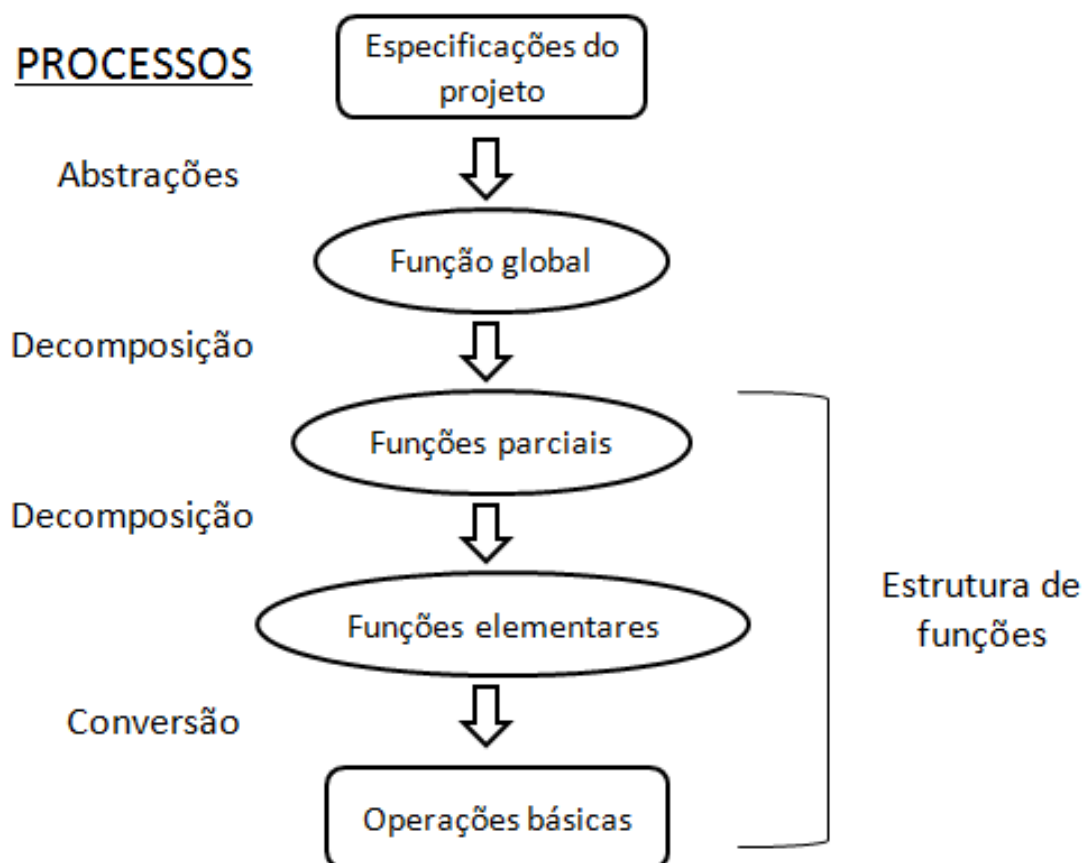 PROCESSOS
Especificações do
projeto
Abstrações
Função global
Decomposição
Funções parciais
Decomposição
Funções elementares
Estrutura de
funções
Conversão
Operações básicas